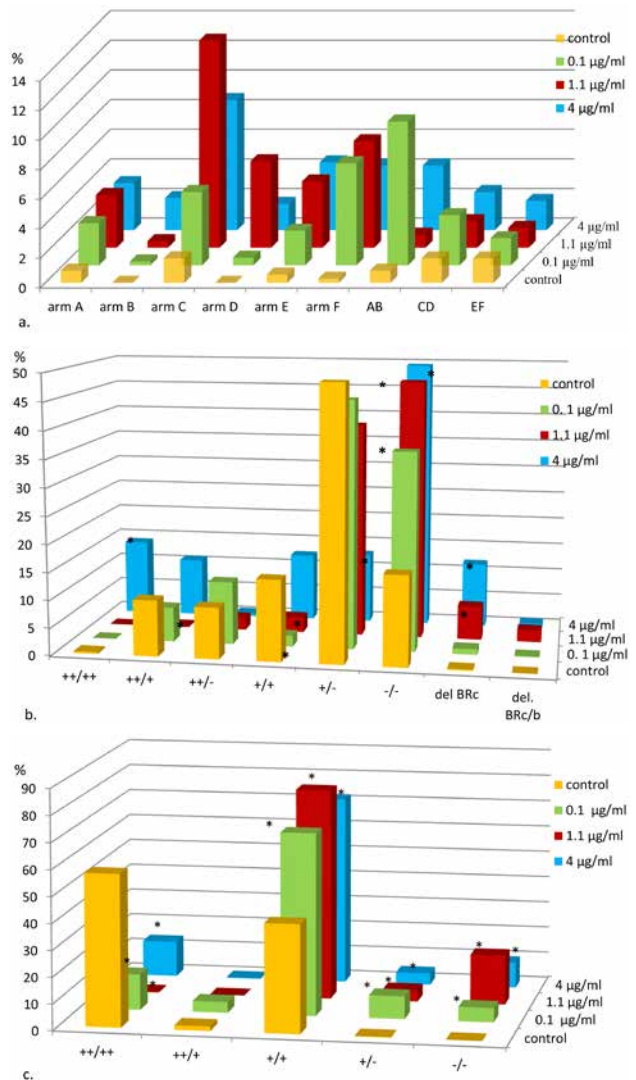 %
14
12
10
8
6
4
2
0
control
0.1 µg/ml
1.1 µg/ml
4 µg/ml
4 µg/ml
1.1 µg/ml
0.1 µg/ml
control
arm A arm B arm C arm D arm E arm F AB CD EF
a.
%
50
45
40
35
30
25
20
15
10
5
0
control
0. 1 µg/ml
1.1 µg/ml
4 µg/ml
* * * * * * * * *
4 µg/ml
1.1 µg/ml
0. 1 µg/ml
control
++/++ ++/+ ++/- +/+ +/- -/- del BRc del.
BRc/b
b.
%
90
80
70
60
50
40
30
20
10
0
control
0.1 µg/ml
1.1 µg/ml
4 µg/ml
* * * * * * * * * * * *
4 µg/ml
1.1 µg/ml
0.1 µg/ml
control
++/++ ++/+ +/+ +/- -/-
c.